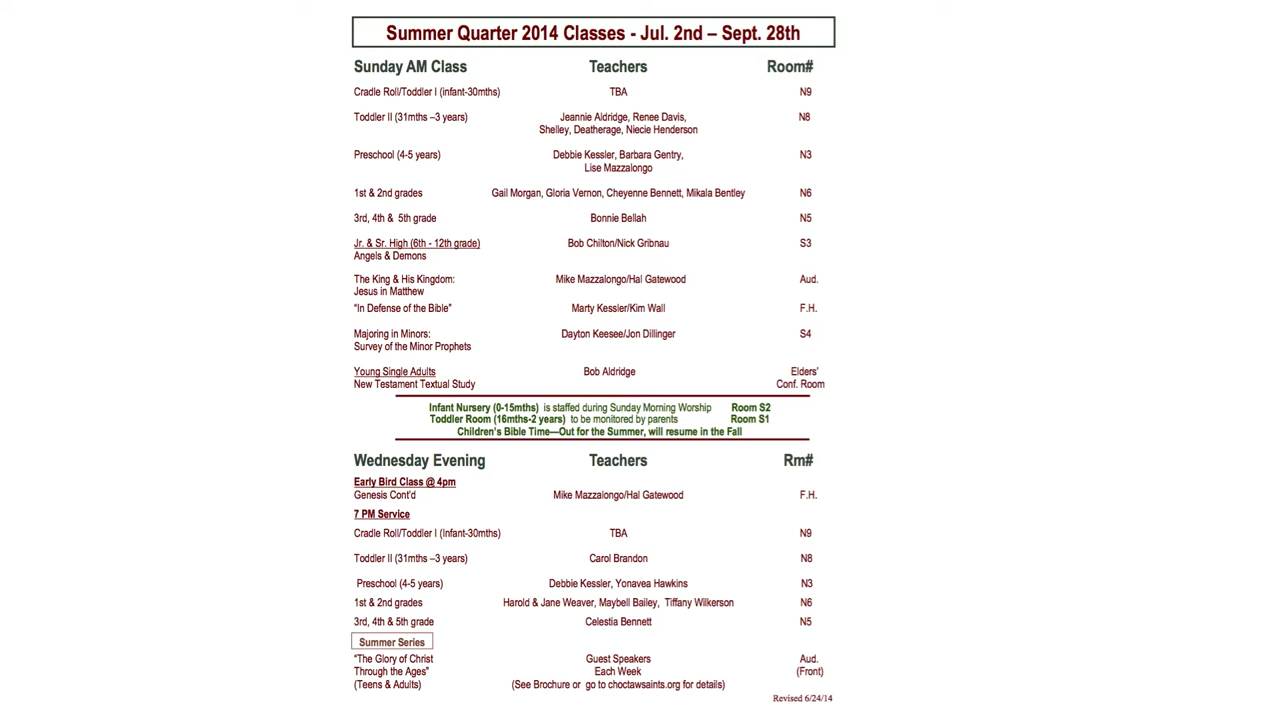 Summer Quarter 2014 Classes - Jul. 2nd – Sept. 28th
Sunday AM Class Teachers Room#
Cradle Roll/Toddler I (infant-30mths) TBA N9
Toddler II (31mths –3 years) Jeannie Aldridge, Renee Davis, N8
Shelley, Deatherage, Niecie Henderson
Preschool (4-5 years) Debbie Kessler, Barbara Gentry, N3
Lise Mazzalongo
1st & 2nd grades Gail Morgan, Gloria Vernon, Cheyenne Bennett, Mikala Bentley N6
3rd, 4th & 5th grade Bonnie Bellah N5
Jr. & Sr. High (6th - 12th grade) Bob Chilton/Nick Gribnau S3
Angels & Demons
The King & His Kingdom: Mike Mazzalongo/Hal Gatewood Aud.
Jesus in Matthew
“In Defense of the Bible” Marty Kessler/Kim Wall F.H.
Majoring in Minors: Dayton Keesee/Jon Dillinger S4
Survey of the Minor Prophets
Young Single Adults Bob Aldridge Elders’
New Testament Textual Study Conf. Room
Infant Nursery (0-15mths) is staffed during Sunday Morning Worship Room S2
Toddler Room (16mths-2 years) to be monitored by parents Room S1
Children’s Bible Time—Out for the Summer, will resume in the Fall
Wednesday Evening Teachers Rm#
Early Bird Class @ 4pm
Genesis Cont’d Mike Mazzalongo/Hal Gatewood F.H.
7 PM Service
Cradle Roll/Toddler I (Infant-30mths) TBA N9
Toddler II (31mths –3 years) Carol Brandon N8
Preschool (4-5 years) Debbie Kessler, Yonavea Hawkins N3
1st & 2nd grades Harold & Jane Weaver, Maybell Bailey, Tiffany Wilkerson N6
3rd, 4th & 5th grade Celestia Bennett N5
Summer Series
“The Glory of Christ Guest Speakers Aud.
Through the Ages” Each Week (Front)
(Teens & Adults) (See Brochure or go to choctawsaints.org for details)
Revised 6/24/14